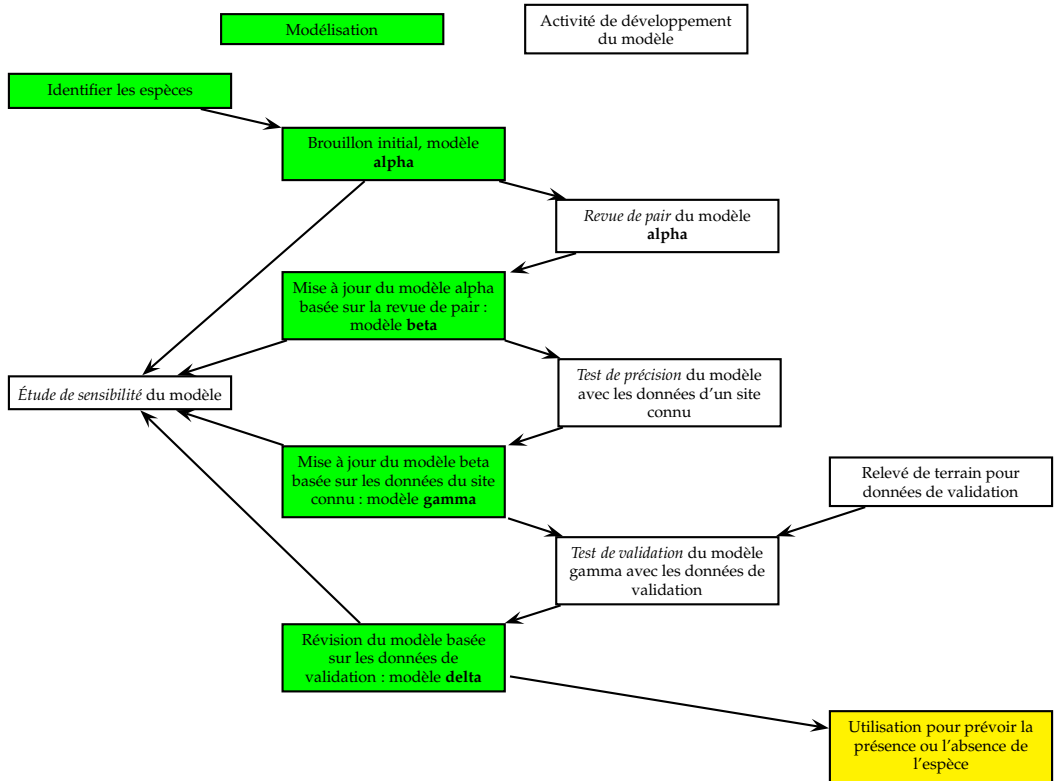 Modélisation
Activité de développement
du modèle
Identifier les espèces
Brouillon initial, modèle
alpha
Revue de pair du modèle
alpha
Mise à jour du modèle alpha
basée sur la revue de pair :
modèle beta
Étude de sensibilité du modèle
Test de précision du modèle
avec les données d'un site
connu
Mise à jour du modèle beta
basée sur les données du site
connu : modèle gamma
Relevé de terrain pour
données de validation
Test de validation du modèle
gamma avec les données de
validation
Révision du modèle basée
sur les données de
validation : modèle delta
Utilisation pour prévoir la
présence ou l'absence de
l'espèce